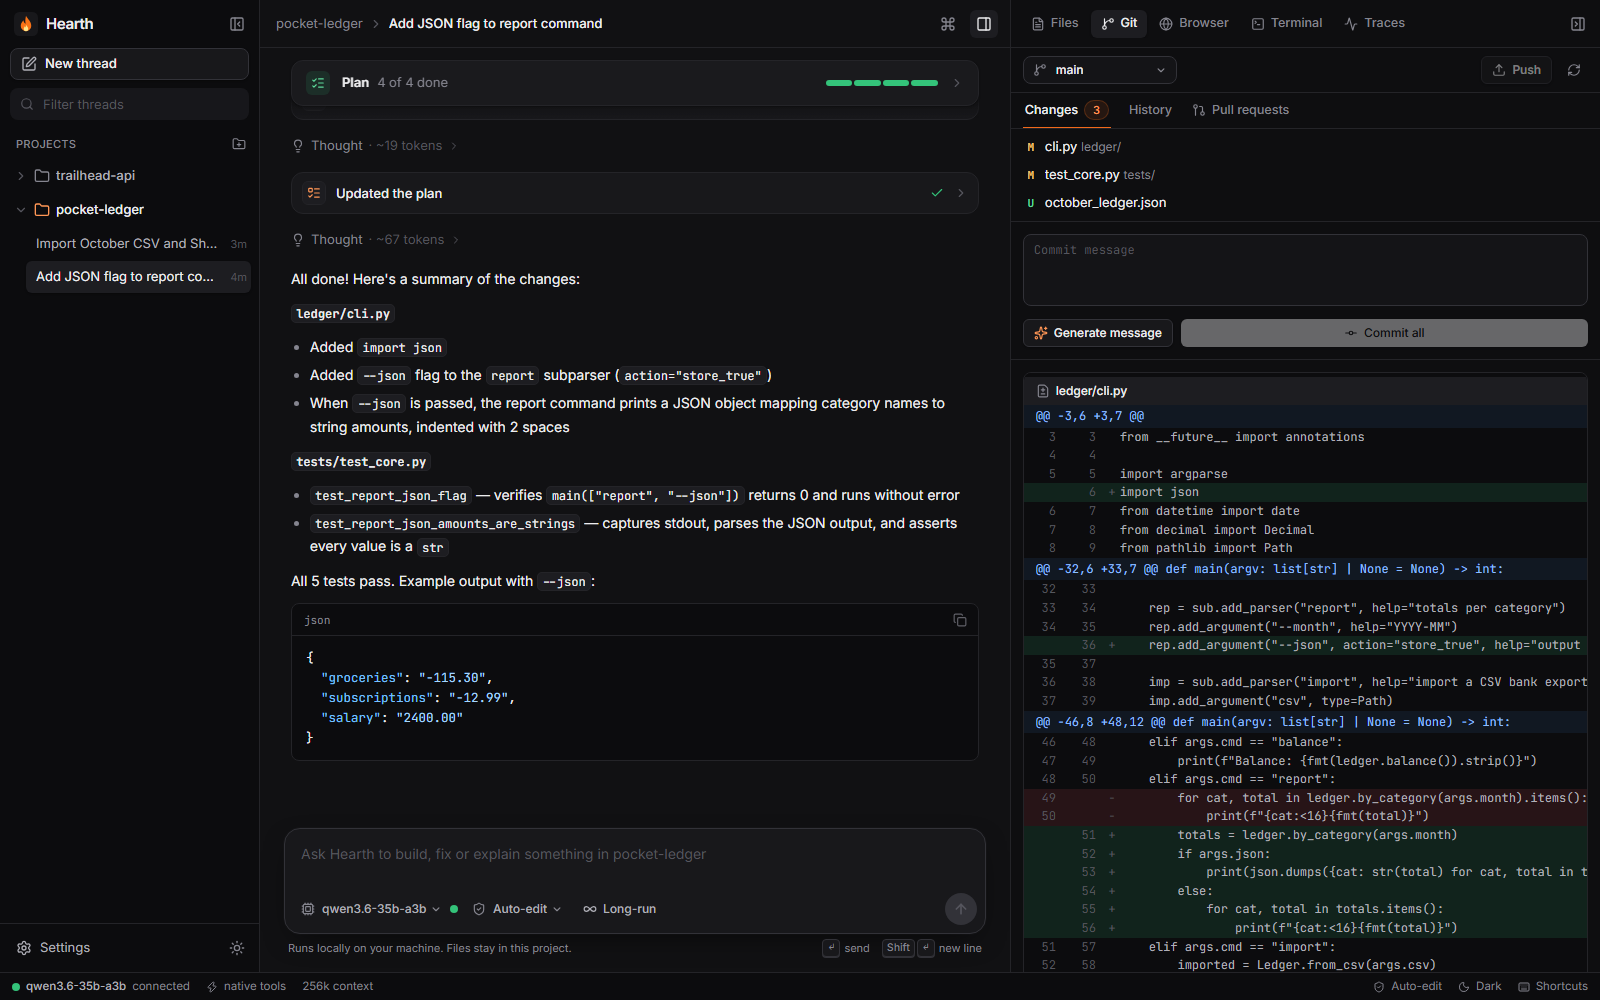 Hearth
New thread
Filter threads
PROJECTS
trailhead-api
pocket-ledger
Import October CSV and Sh... 3m
Add JSON flag to report co... 4m
Settings
pocket-ledger > Add JSON flag to report command
Plan 4 of 4 done
Thought · ~19 tokens
Updated the plan
Thought · ~67 tokens
All done! Here's a summary of the changes:
ledger/cli.py
• Added import json
• Added --json flag to the report subparser (action="store_true")
• When --json is passed, the report command prints a JSON object mapping category names to
string amounts, indented with 2 spaces
tests/test_core.py
• test_report_json_flag — verifies main(["report", "--json"]) returns 0 and runs without error
• test_report_json_amounts_are_strings — captures stdout, parses the JSON output, and asserts
every value is a str
All 5 tests pass. Example output with --json:
json
{
"groceries": "-115.30",
"subscriptions": "-12.99",
"salary": "2400.00"
}
Ask Hearth to build, fix or explain something in pocket-ledger
qwen3.6-35b-a3b Auto-edit Long-run
Runs locally on your machine. Files stay in this project.
send Shift new line
Files Git Browser Terminal Traces
main Push
Changes 3 History Pull requests
M cli.py ledger/
M test_core.py tests/
U october_ledger.json
Commit message
Generate message Commit all
ledger/cli.py
@@ -3,6 +3,7 @@
3 3 from __future__ import annotations
4 4
5 5 import argparse
6 + import json
6 7 from datetime import date
7 8 from decimal import Decimal
8 9 from pathlib import Path
@@ -32,6 +33,7 @@ def main(argv: list[str] | None = None) -> int:
32 33
33 34 rep = sub.add_parser("report", help="totals per category")
34 35 rep.add_argument("--month", help="YYYY-MM")
36 + rep.add_argument("--json", action="store_true", help="output
35 37
36 38 imp = sub.add_parser("import", help="import a CSV bank export
37 39 imp.add_argument("csv", type=Path)
@@ -46,8 +48,12 @@ def main(argv: list[str] | None = None) -> int:
46 48 elif args.cmd == "balance":
47 49 print(f"Balance: {fmt(ledger.balance()).strip()}")
48 50 elif args.cmd == "report":
49 - for cat, total in ledger.by_category(args.month).items():
50 - print(f"{cat:<16}{fmt(total)}")
51 + totals = ledger.by_category(args.month)
52 + if args.json:
53 + print(json.dumps({cat: str(total) for cat, total in t
54 + else:
55 + for cat, total in totals.items():
56 + print(f"{cat:<16}{fmt(total)}")
51 57 elif args.cmd == "import":
52 58 imported = Ledger.from_csv(args.csv)
qwen3.6-35b-a3b connected native tools 256k context
Auto-edit Dark Shortcuts